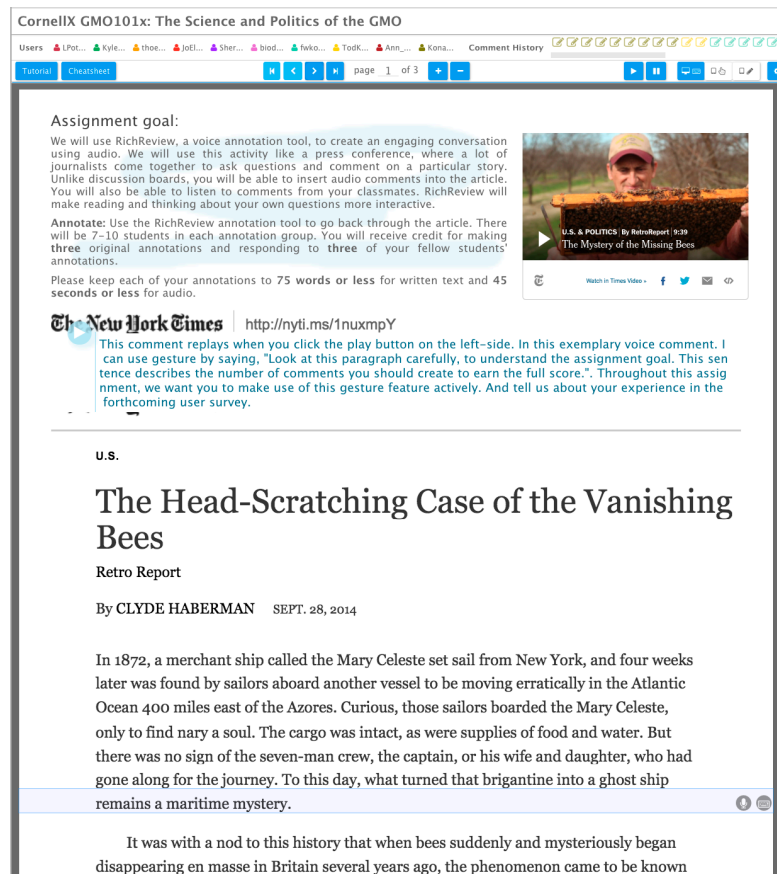 CornellX GMO101x: The Science and Politics of the GMO
Users LPot... Kyle... thoe... JoEl... Sher... biod... fwko... TodK... Ann_... Kona... Comment History
Tutorial Cheatsheet page 1 of 3
Assignment goal:
We will use RichReview, a voice annotation tool, to create an engaging conversation
using audio. We will use this activity like a press conference, where a lot of
journalists come together to ask questions and comment on a particular story.
Unlike discussion boards, you will be able to insert audio comments into the article.
You will also be able to listen to comments from your classmates. RichReview will
make reading and thinking about your own questions more interactive.
Annotate: Use the RichReview annotation tool to go back through the article. There
will be 7-10 students in each annotation group. You will receive credit for making
three original annotations and responding to three of your fellow students'
annotations.
Please keep each of your annotations to 75 words or less for written text and 45
seconds or less for audio.
U.S. & POLITICS | By RetroReport | 9:39
The Mystery of the Missing Bees
Watch in Times Video »
The New York Times http://nyti.ms/1nuxmpY
This comment replays when you click the play button on the left-side. In this exemplary voice comment. I
can use gesture by saying, "Look at this paragraph carefully, to understand the assignment goal. This sen
tence describes the number of comments you should create to earn the full score.". Throughout this assig
nment, we want you to make use of this gesture feature actively. And tell us about your experience in the
forthcoming user survey.
U.S.
The Head-Scratching Case of the Vanishing
Bees
Retro Report
By CLYDE HABERMAN SEPT. 28, 2014
In 1872, a merchant ship called the Mary Celeste set sail from New York, and four weeks
later was found by sailors aboard another vessel to be moving erratically in the Atlantic
Ocean 400 miles east of the Azores. Curious, those sailors boarded the Mary Celeste,
only to find nary a soul. The cargo was intact, as were supplies of food and water. But
there was no sign of the seven-man crew, the captain, or his wife and daughter, who had
gone along for the journey. To this day, what turned that brigantine into a ghost ship
remains a maritime mystery.
It was with a nod to this history that when bees suddenly and mysteriously began
disappearing en masse in Britain several years ago, the phenomenon came to be known